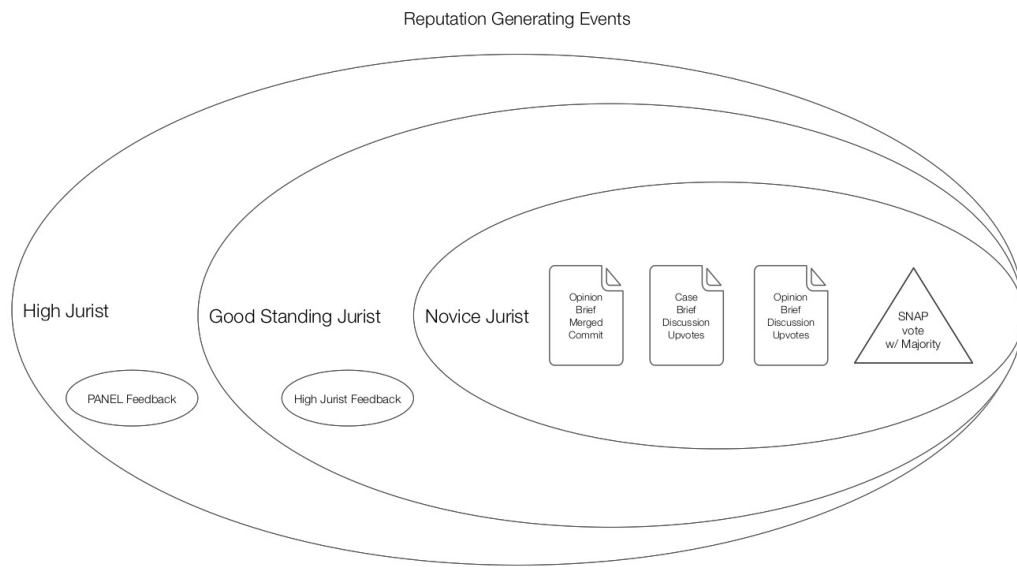 Reputation Generating Events
High Jurist
Good Standing Jurist
Novice Jurist
Opinion
Brief
Merged
Commit
Case
Brief
Discussion
Upvotes
Opinion
Brief
Discussion
Upvotes
SNAP
vote
w/ Majority
PANEL Feedback
High Jurist Feedback